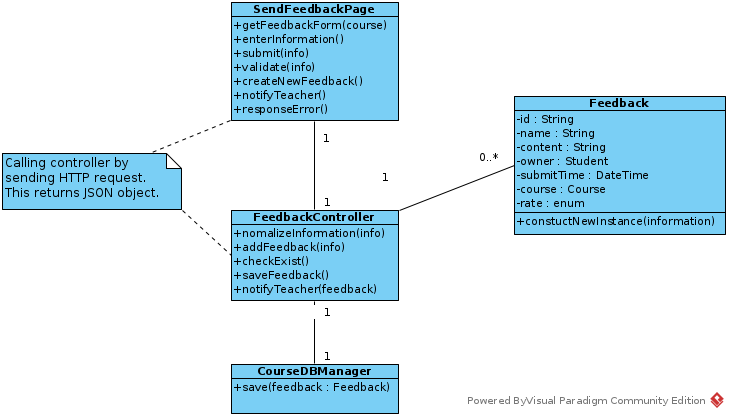 SendFeedbackPage
+getFeedbackForm(course)
+enterInformation()
+submit(info)
+validate(info)
+createNewFeedback()
+notifyTeacher()
+responseError()
Calling controller by
sending HTTP request.
This returns JSON object.
1
1
FeedbackController
+nomalizeInformation(info)
+addFeedback(info)
+checkExist()
+saveFeedback()
+notifyTeacher(feedback)
1
0..*
Feedback
-id : String
-name : String
-content : String
-owner : Student
-submitTime : DateTime
-course : Course
-rate : enum
+constuctNewInstance(information)
1
1
CourseDBManager
+save(feedback : Feedback)
Powered ByVisual Paradigm Community Edition